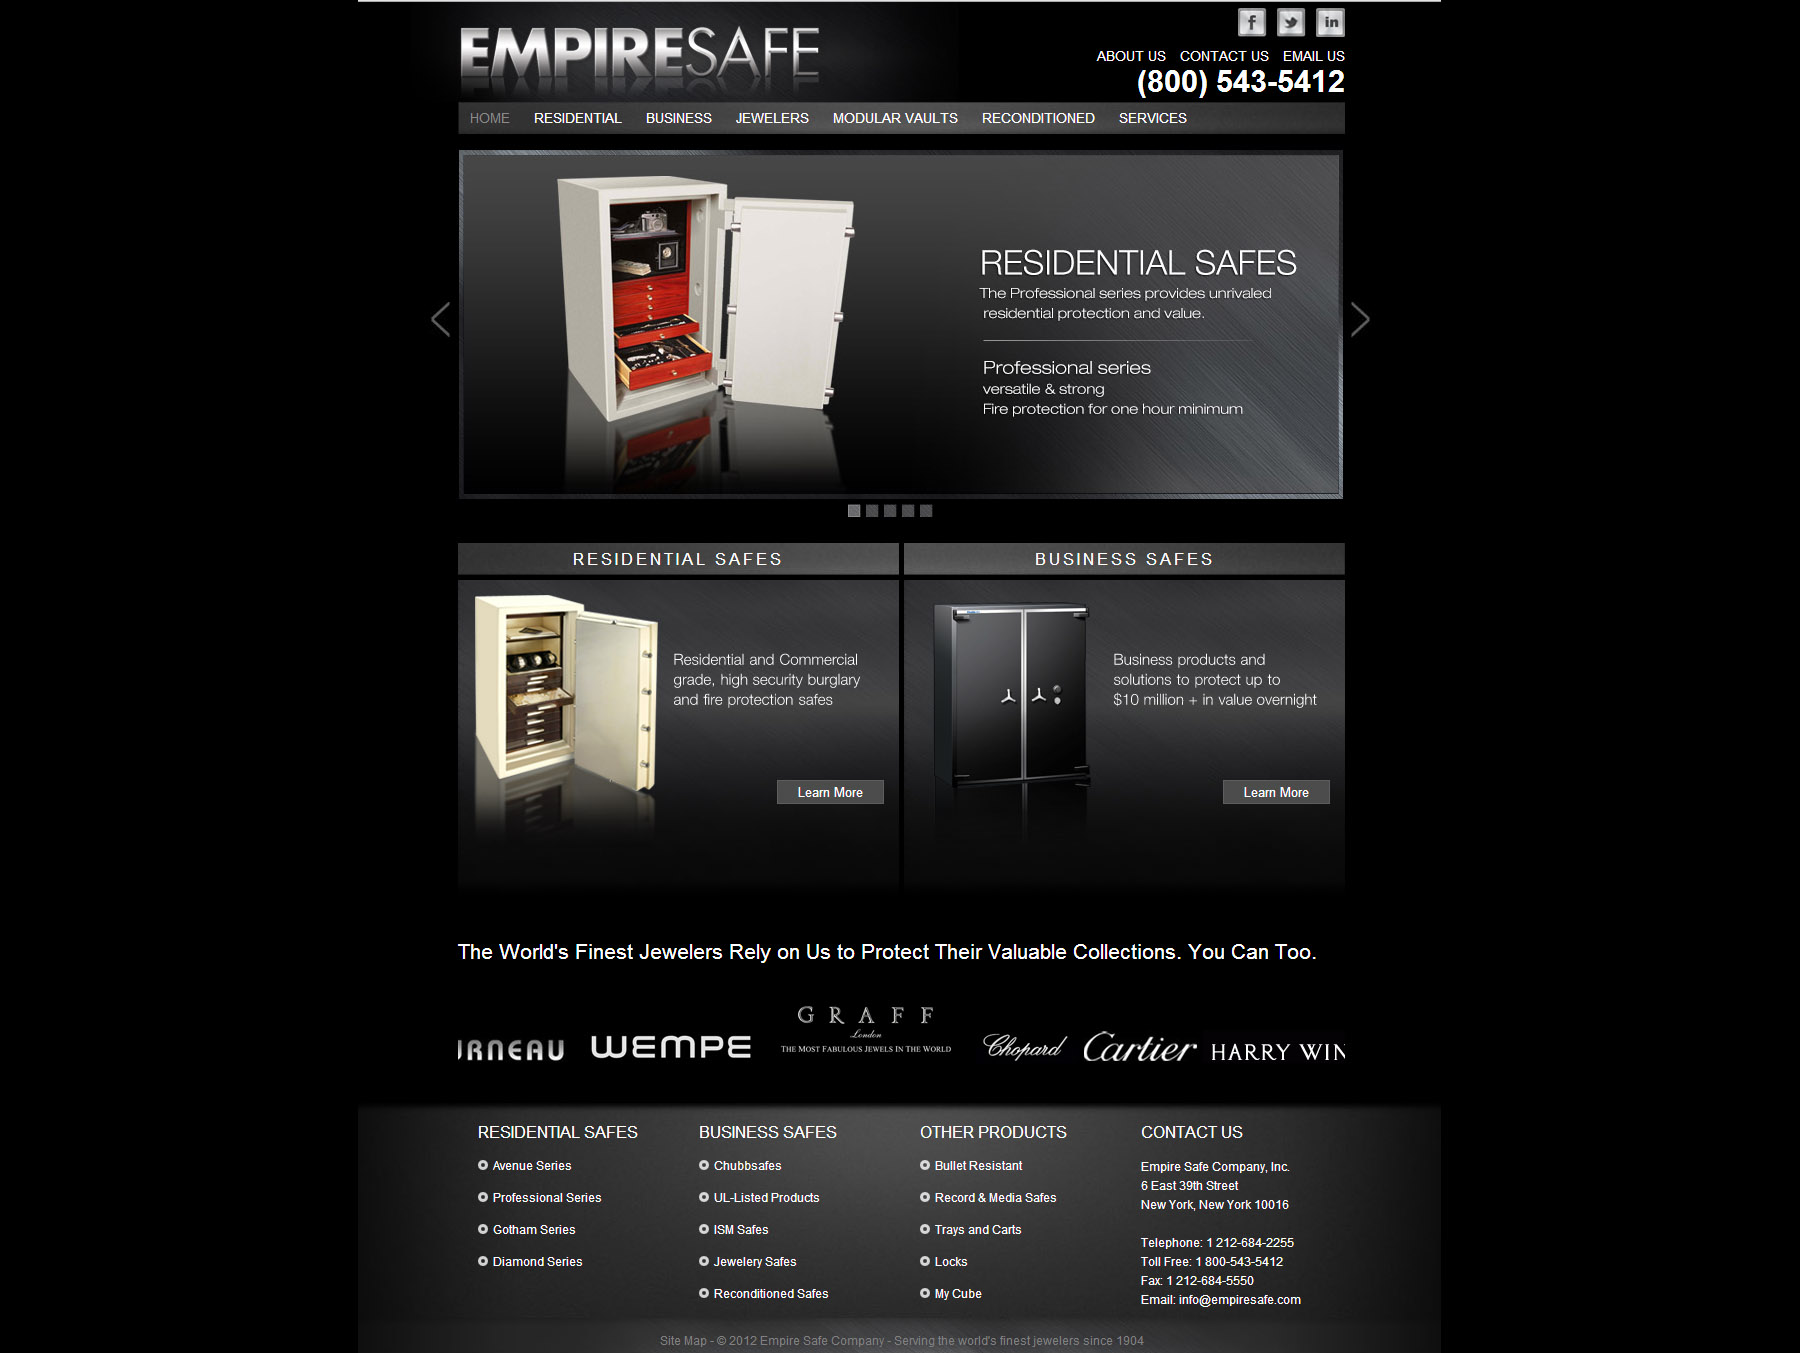 EMPIRESAFE
ABOUT US CONTACT US EMAIL US
(800) 543-5412
HOME RESIDENTIAL BUSINESS JEWELERS MODULAR VAULTS RECONDITIONED SERVICES
RESIDENTIAL SAFES
The Professional series provides unrivaled
residential protection and value.
Professional series
versatile & strong
Fire protection for one hour minimum
RESIDENTIAL SAFES
Residential and Commercial
grade, high security burglary
and fire protection safes
Learn More
BUSINESS SAFES
Business products and
solutions to protect up to
$10 million + in value overnight
Learn More
The World's Finest Jewelers Rely on Us to Protect Their Valuable Collections. You Can Too.
URNEAU
WEMPE
GRAFF
London
THE MOST FABULOUS JEWELS IN THE WORLD
Chopard
Cartier
HARRY WIN
RESIDENTIAL SAFES
Avenue Series
Professional Series
Gotham Series
Diamond Series
BUSINESS SAFES
Chubbsafes
UL-Listed Products
ISM Safes
Jewelery Safes
Reconditioned Safes
OTHER PRODUCTS
Bullet Resistant
Record & Media Safes
Trays and Carts
Locks
My Cube
CONTACT US
Empire Safe Company, Inc.
6 East 39th Street
New York, New York 10016
Telephone: 1 212-684-2255
Toll Free: 1 800-543-5412
Fax: 1 212-684-5550
Email: info@empiresafe.com
Site Map - © 2012 Empire Safe Company - Serving the world's finest jewelers since 1904